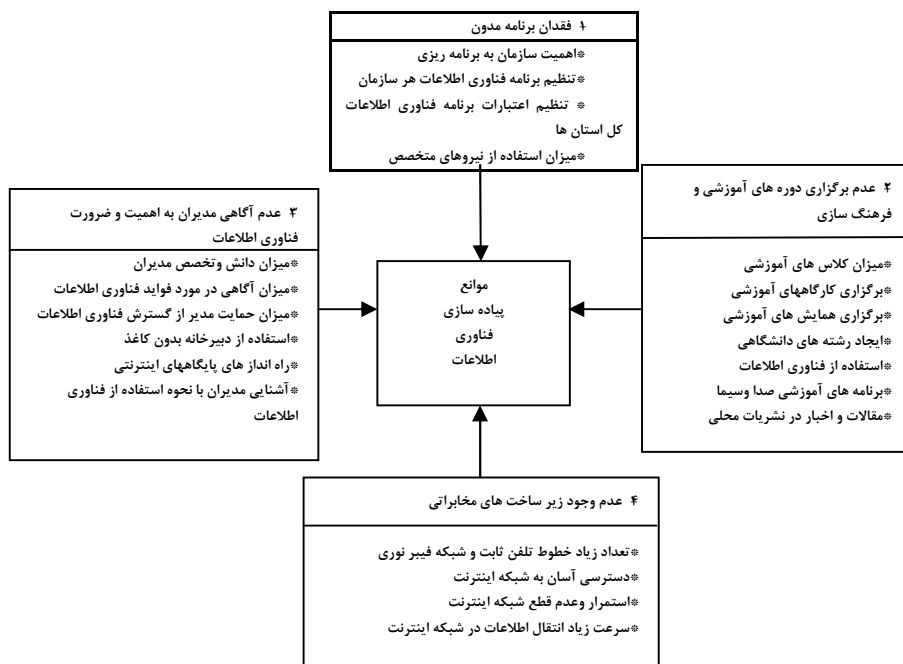 ۱ فقدان برنامه مدون
*اهمیت سازمان به برنامه ریزی
*تنظیم برنامه فناوری اطلاعات هر سازمان
* تنظیم اعتبارات برنامه فناوری اطلاعات
کل استان ها
*میزان استفاده از نیروهای متخصص
۲ عدم برگزاری دوره های آموزشی و
فرهنگ سازی
*میزان کلاس های آموزشی
*برگزاری کارگاههای آموزشی
*برگزاری همایش های آموزشی
*ایجاد رشته های دانشگاهی
*استفاده از فناوری اطلاعات
*برنامه های آموزشی صدا وسیما
*مقالات و اخبار در نشریات محلی
۳ عدم آگاهی مدیران به اهمیت و ضرورت
فناوری اطلاعات
*میزان دانش وتخصص مدیران
*میزان آگاهی در مورد فواید فناوری اطلاعات
*میزان حمایت مدیر از گسترش فناوری اطلاعات
*استفاده از دبیرخانه بدون کاغذ
*راه انداز های پایگاههای اینترنتی
*آشنایی مدیران با نحوه استفاده از فناوری
اطلاعات
موانع
پیاده سازی
فناوری
اطلاعات
۴ عدم وجود زیر ساخت های مخابراتی
*تعداد زیاد خطوط تلفن ثابت و شبکه فیبر نوری
*دسترسی آسان به شبکه اینترنت
*استمرار وعدم قطع شبکه اینترنت
*سرعت زیاد انتقال اطلاعات در شبکه اینترنت